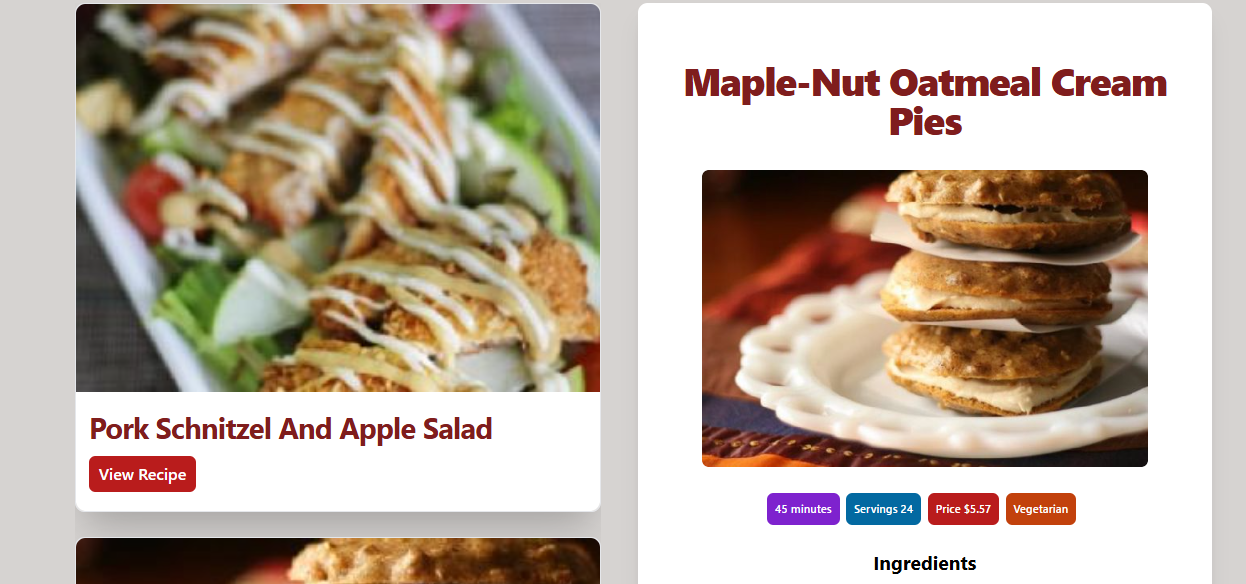 Pork Schnitzel And Apple Salad
View Recipe
Maple-Nut Oatmeal Cream
Pies
45 minutes
Servings 24
Price $5.57
Vegetarian
Ingredients